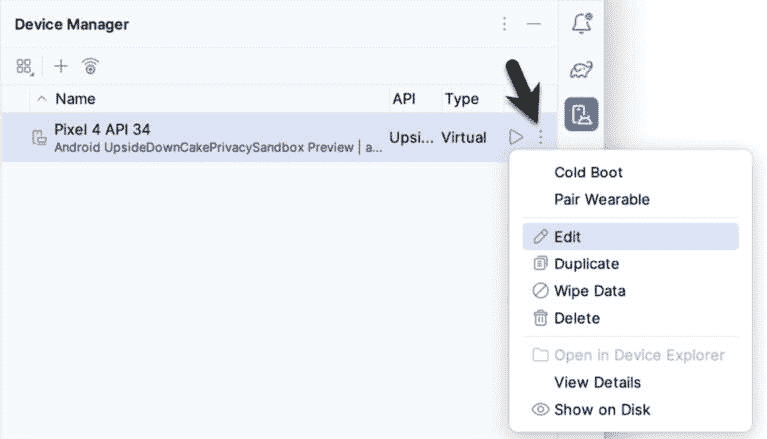 Device Manager
Name API Type
Pixel 4 API 34 Upsi... Virtual
Android UpsideDownCakePrivacySandbox Preview | a...
Cold Boot
Pair Wearable
Edit
Duplicate
Wipe Data
Delete
Open in Device Explorer
View Details
Show on Disk